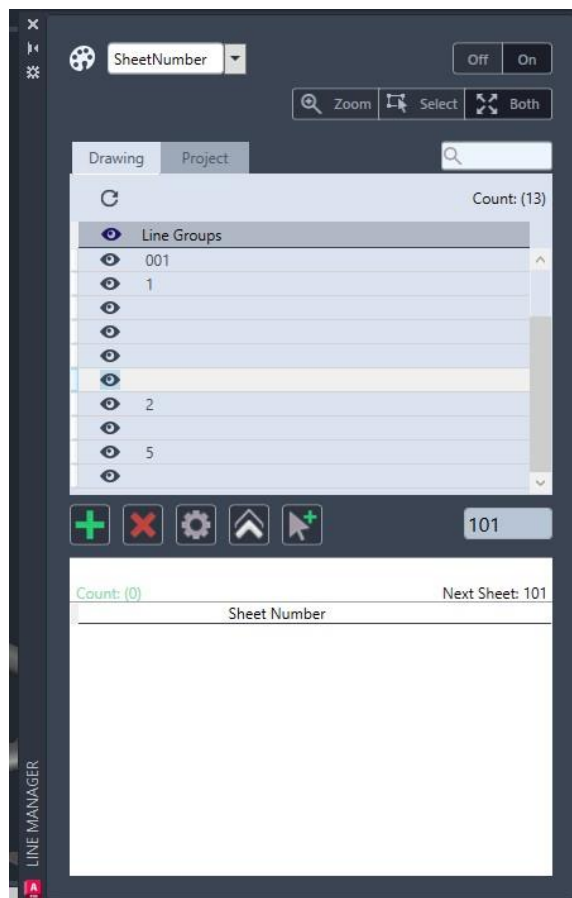 SheetNumber
Off On
Zoom Select Both
Drawing Project
Count: (13)
Line Groups
001
1
2
5
101
Count: (0) Next Sheet: 101
Sheet Number
LINE MANAGER
A